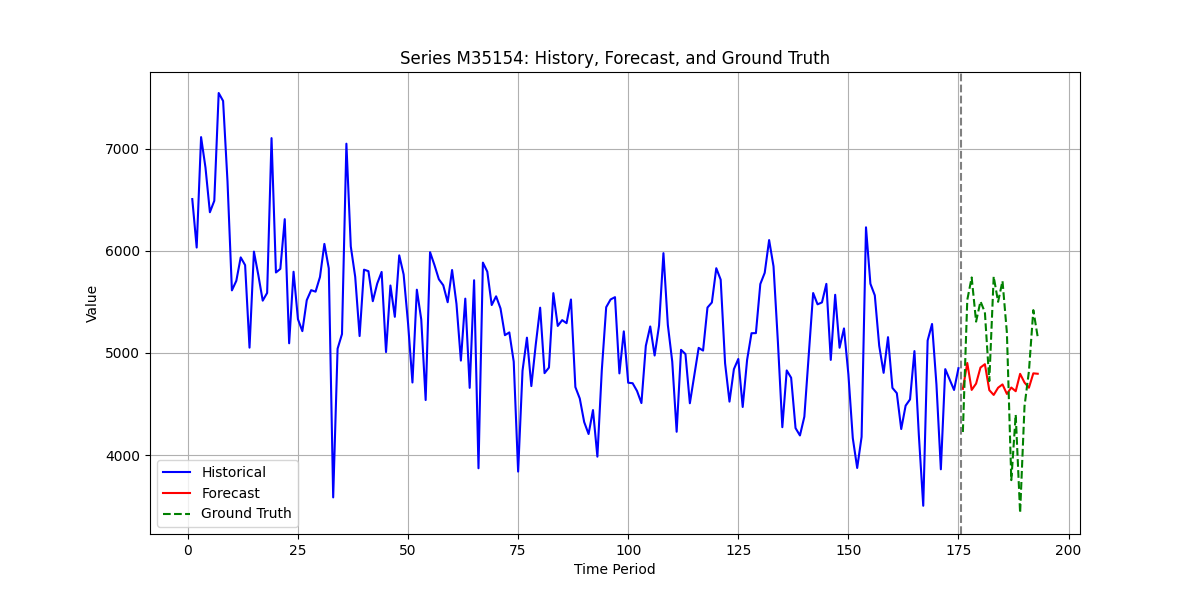 Series M35154: History, Forecast, and Ground Truth
Value
7000
6000
5000
4000
Historical
Forecast
Ground Truth
0 25 50 75 100 125 150 175 200
Time Period